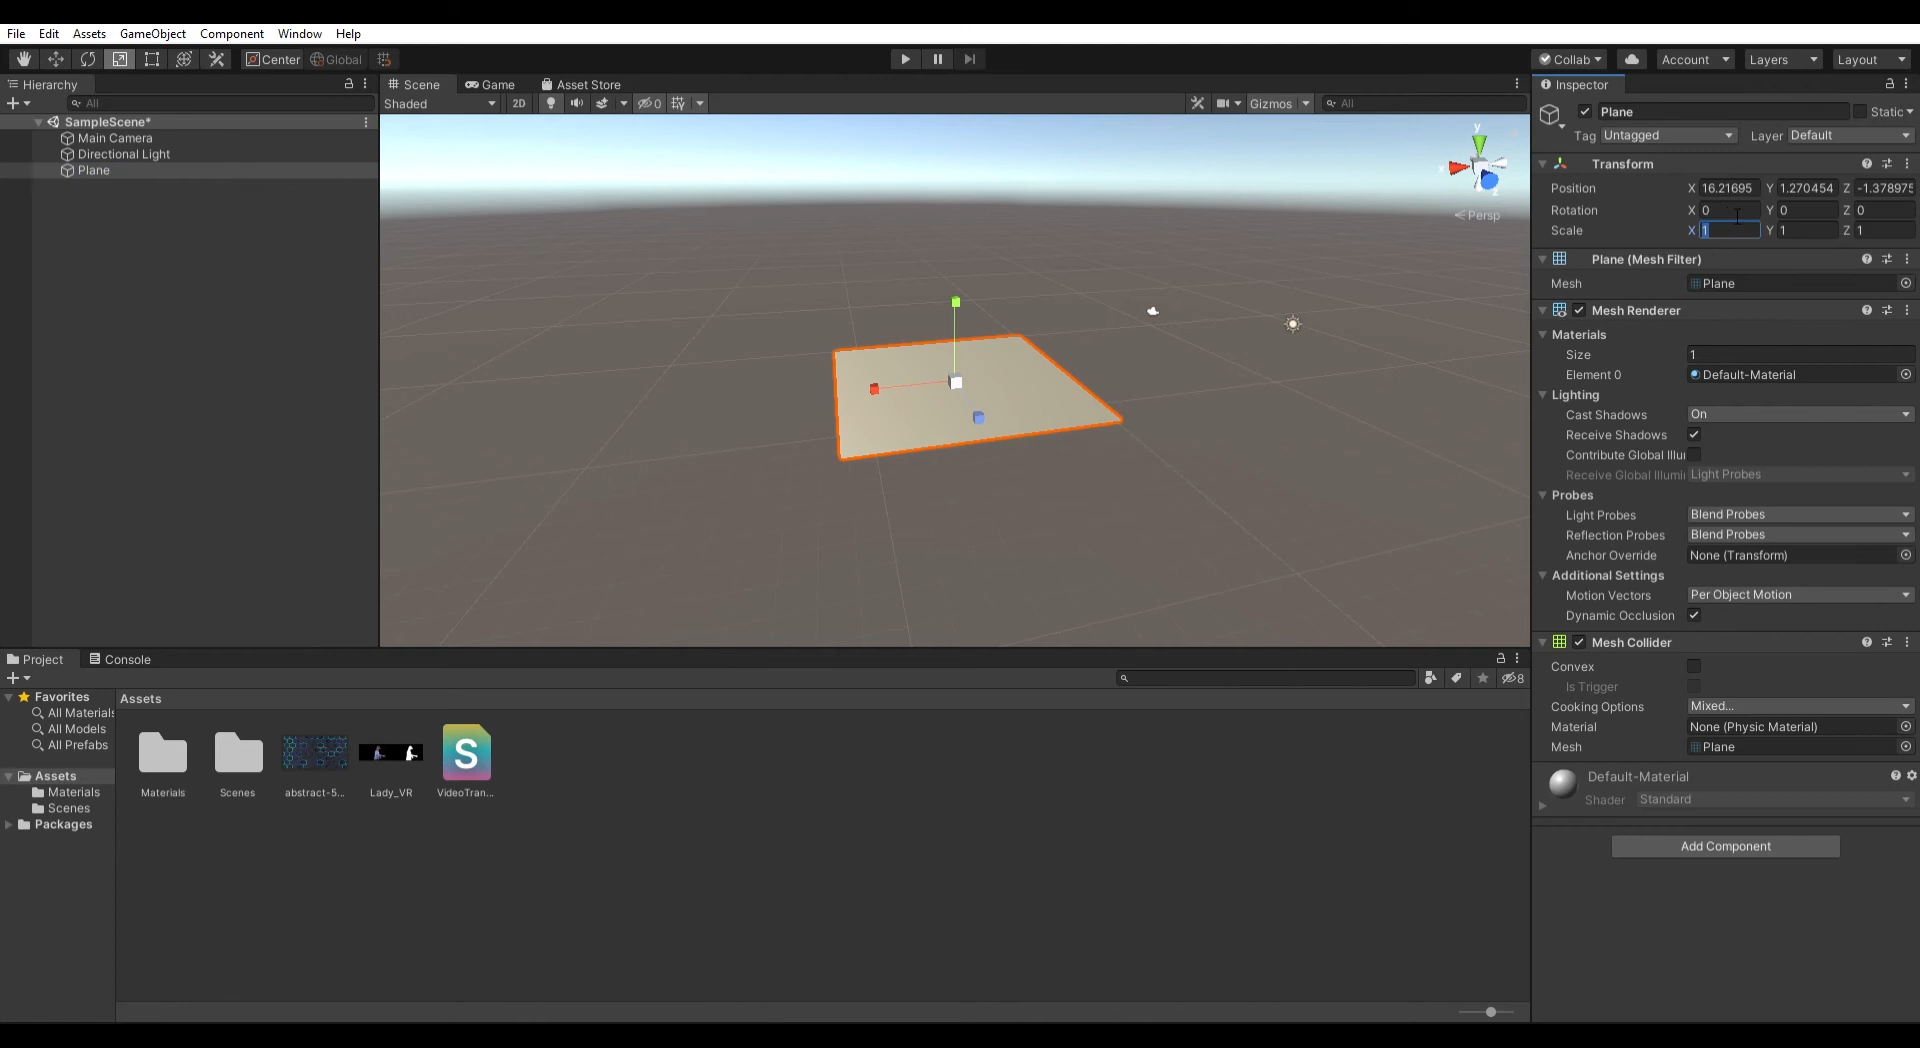 File Edit Assets GameObject Component Window Help
Center Global Collab Account Layers Layout
Hierarchy
All
SampleScene*
Main Camera
Directional Light
Plane
Scene Game Asset Store
Shaded 2D 0 Gizmos All
y
x
z
Persp
Inspector
Plane Static
Tag Untagged Layer Default
Transform
Position X 16.21695 Y 1.270454 Z -1.378975
Rotation X 0 Y 0 Z 0
Scale X 1 Y 1 Z 1
Plane (Mesh Filter)
Mesh Plane
Mesh Renderer
Materials
Size 1
Element 0 Default-Material
Lighting
Cast Shadows On
Receive Shadows
Contribute Global Illu
Receive Global Illumi Light Probes
Probes
Light Probes Blend Probes
Reflection Probes Blend Probes
Anchor Override None (Transform)
Additional Settings
Motion Vectors Per Object Motion
Dynamic Occlusion
Mesh Collider
Convex
Is Trigger
Cooking Options Mixed...
Material None (Physic Material)
Mesh Plane
Default-Material
Shader Standard
Add Component
Project Console
8
Favorites
All Materials
All Models
All Prefabs
Assets
Materials
Scenes
Packages
Assets
S
Materials Scenes abstract-5... Lady_VR VideoTran...